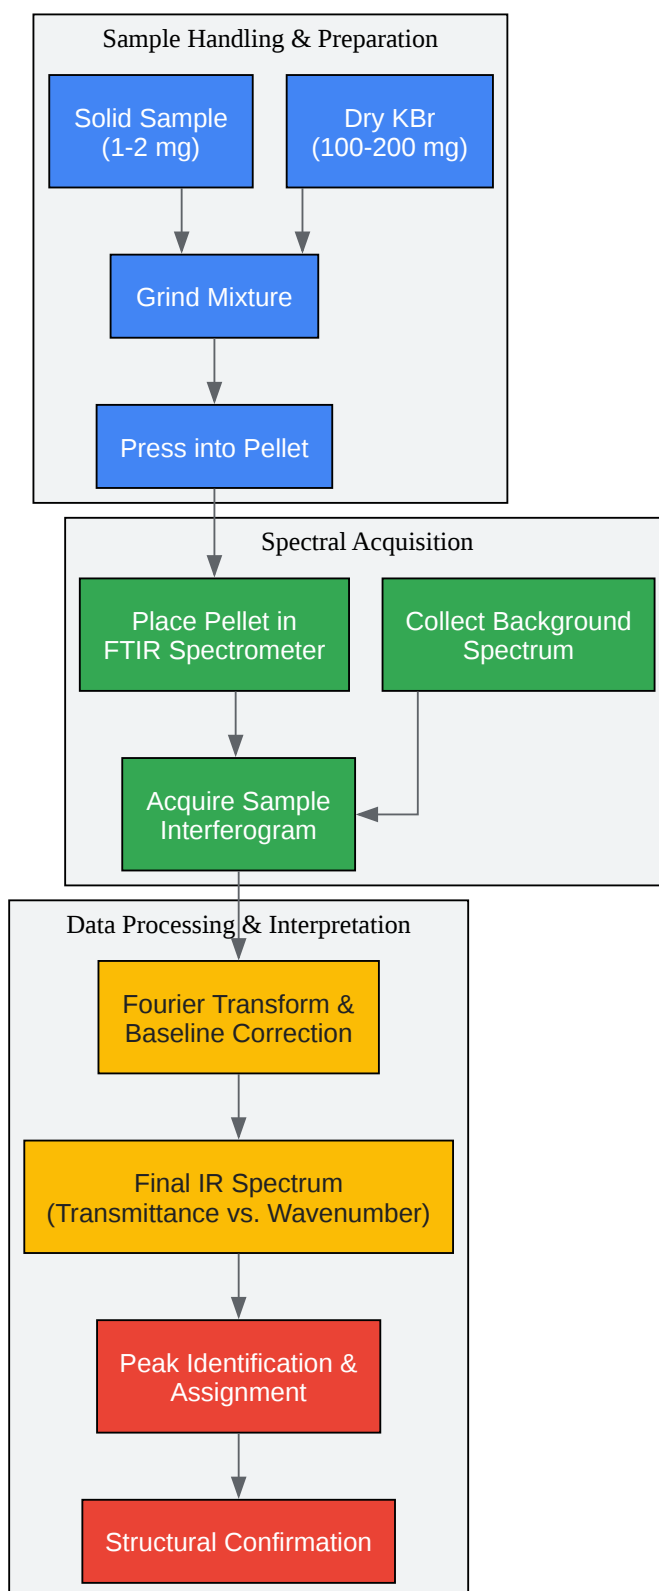 Sample Handling & Preparation
Solid Sample
(1-2 mg)
Dry KBr
(100-200 mg)
Grind Mixture
Press into Pellet
Spectral Acquisition
Place Pellet in
FTIR Spectrometer
Collect Background
Spectrum
Acquire Sample
Interferogram
Data Processing & Interpretation
Fourier Transform &
Baseline Correction
Final IR Spectrum
(Transmittance vs. Wavenumber)
Peak Identification &
Assignment
Structural Confirmation